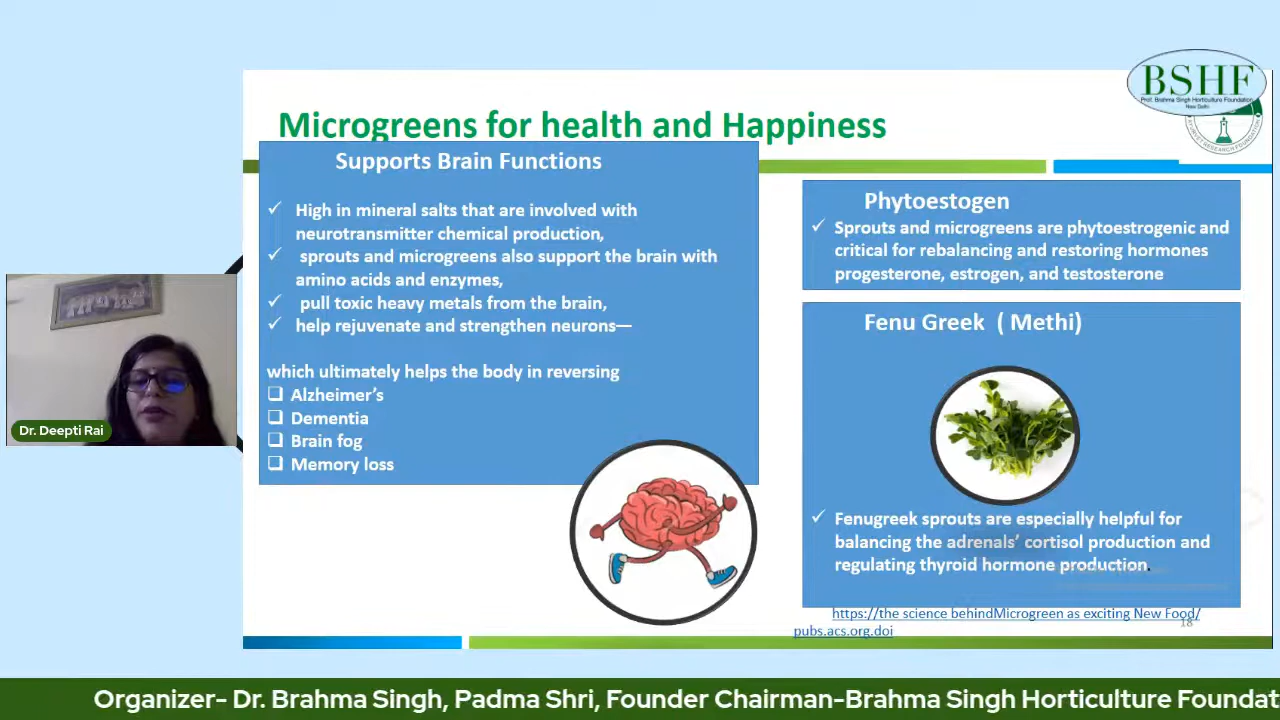 BSHF
Prof. Brahma Singh Horticulture Foundation
New Delhi
Microgreens for health and Happiness
Supports Brain Functions
✓ High in mineral salts that are involved with
neurotransmitter chemical production,
✓ sprouts and microgreens also support the brain with
amino acids and enzymes,
✓ pull toxic heavy metals from the brain,
✓ help rejuvenate and strengthen neurons—
which ultimately helps the body in reversing
❑ Alzheimer's
❑ Dementia
❑ Brain fog
❑ Memory loss
Phytoestogen
✓ Sprouts and microgreens are phytoestrogenic and
critical for rebalancing and restoring hormones
progesterone, estrogen, and testosterone
Fenu Greek ( Methi)
✓ Fenugreek sprouts are especially helpful for
balancing the adrenals' cortisol production and
regulating thyroid hormone production.
https://the science behindMicrogreen as exciting New Food/
pubs.acs.org.doi
18
Dr. Deepti Rai
Organizer- Dr. Brahma Singh, Padma Shri, Founder Chairman-Brahma Singh Horticulture Foundat